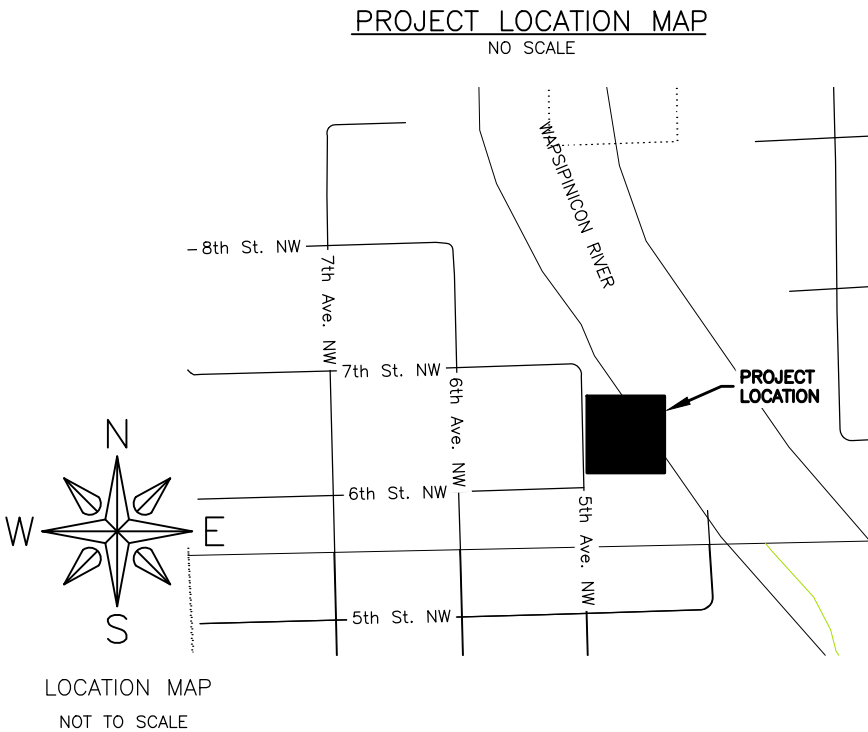 PROJECT LOCATION MAP
NO SCALE
WAPSIPINICON RIVER
8th St. NW
7th Ave. NW
7th St. NW
6th Ave. NW
PROJECT
LOCATION
N
W
E
S
6th St. NW
5th Ave. NW
5th St. NW
LOCATION MAP
NOT TO SCALE